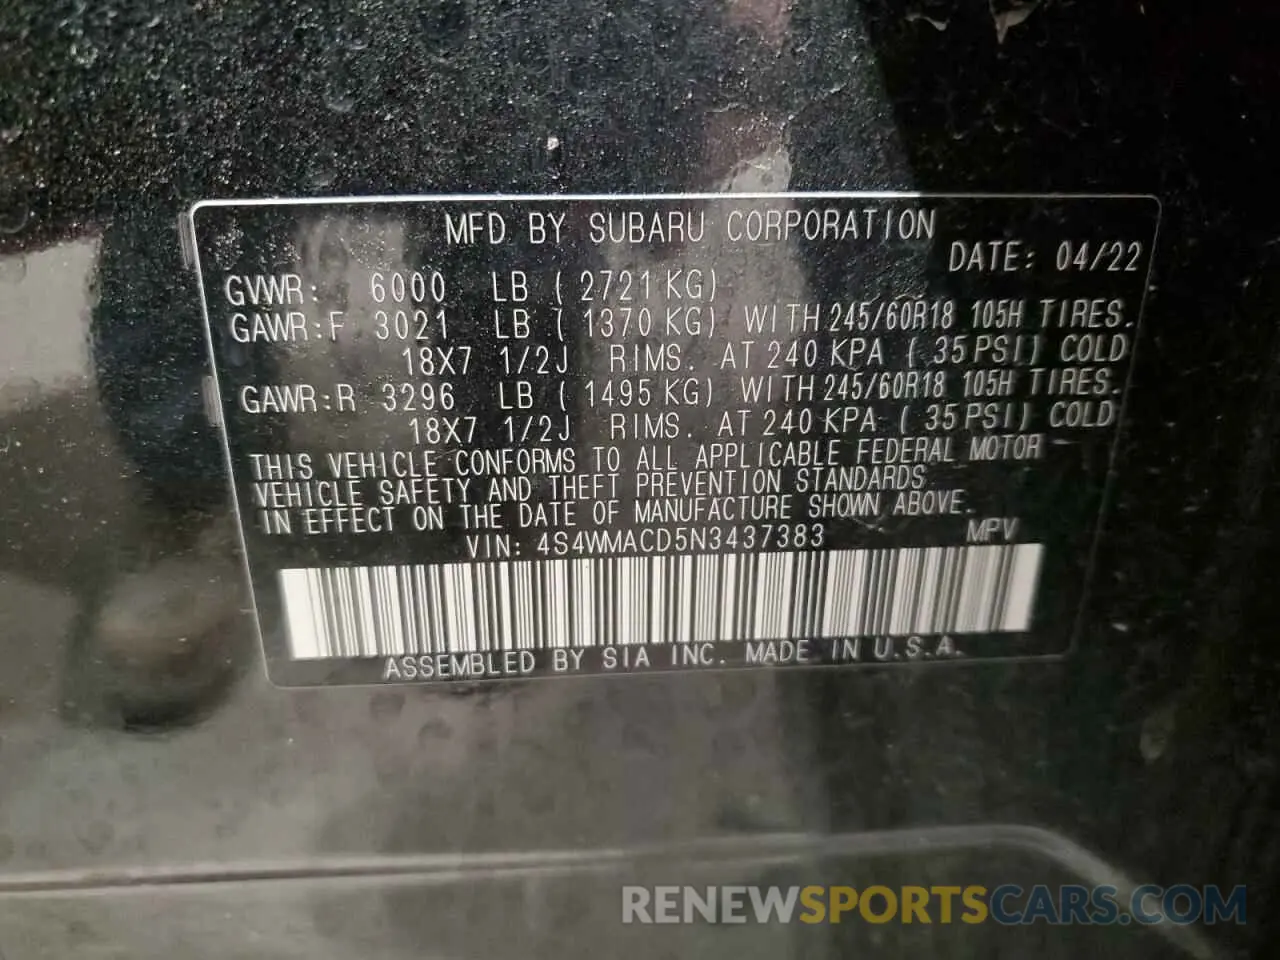 MFD BY SUBARU CORPORATION
DATE: 04/22
GVWR: 6000 LB ( 2721 KG)
GAWR:F 3021 LB ( 1370 KG) WITH 245/60R18 105H TIRES.
18X7 1/2J RIMS. AT 240 KPA ( 35 PSI) COLD
GAWR:R 3296 LB ( 1495 KG) WITH 245/60R18 105H TIRES.
18X7 1/2J RIMS. AT 240 KPA ( 35 PSI) COLD
THIS VEHICLE CONFORMS TO ALL APPLICABLE FEDERAL MOTOR
VEHICLE SAFETY AND THEFT PREVENTION STANDARDS
IN EFFECT ON THE DATE OF MANUFACTURE SHOWN ABOVE.
VIN: 4S4WMACD5N3437383 MPV
ASSEMBLED BY SIA INC. MADE IN U.S.A.
RENEWSPORTSCARS.COM